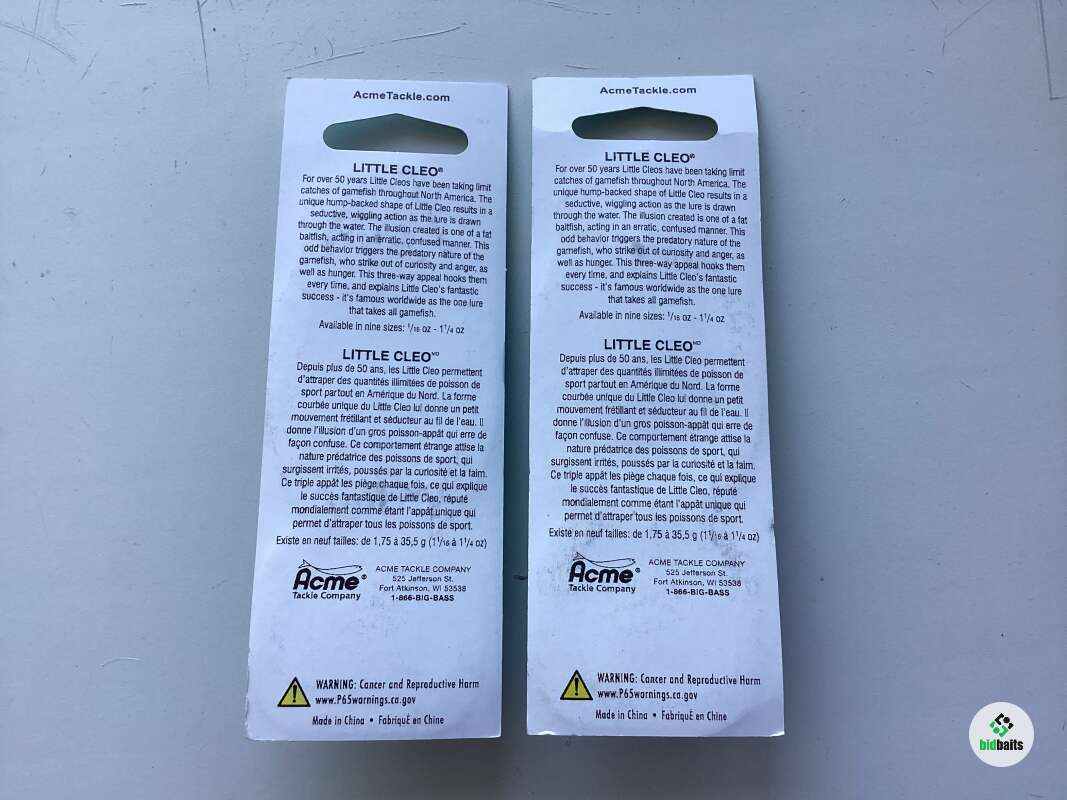 AcmeTackle.com
LITTLE CLEO®
For over 50 years Little Cleos have been taking limit
catches of gamefish throughout North America. The
unique hump-backed shape of Little Cleo results in a
seductive, wiggling action as the lure is drawn
through the water. The illusion created is one of a fat
baitfish, acting in an erratic, confused manner. This
odd behavior triggers the predatory nature of the
gamefish, who strike out of curiosity and anger, as
well as hunger. This three-way appeal hooks them
every time, and explains Little Cleo's fantastic
success - it's famous worldwide as the one lure
that takes all gamefish.
Available in nine sizes: 1/16 oz - 1 1/4 oz
LITTLE CLEO MD
Depuis plus de 50 ans, les Little Cleo permettent
d'attraper des quantités illimitées de poisson de
sport partout en Amérique du Nord. La forme
courbée unique du Little Cleo lui donne un petit
mouvement frétillant et séducteur au fil de l'eau. Il
donne l'illusion d'un gros poisson-appât qui erre de
façon confuse. Ce comportement étrange attise la
nature prédatrice des poissons de sport, qui
surgissent irrités, poussés par la curiosité et la faim.
Ce triple appât les piège chaque fois, ce qui explique
le succès fantastique de Little Cleo, réputé
mondialement comme étant l'appât unique qui
permet d'attraper tous les poissons de sport.
Existe en neuf tailles: de 1,75 à 35,5 g (1 1/16 à 1 1/4 oz)
Acme®
Tackle Company
ACME TACKLE COMPANY
525 Jefferson St.
Fort Atkinson, WI 53538
1-866-BIG-BASS
WARNING: Cancer and Reproductive Harm
www.P65warnings.ca.gov
Made in China • Fabriqué en Chine
AcmeTackle.com
LITTLE CLEO®
For over 50 years Little Cleos have been taking limit
catches of gamefish throughout North America. The
unique hump-backed shape of Little Cleo results in a
seductive, wiggling action as the lure is drawn
through the water. The illusion created is one of a fat
baitfish, acting in an erratic, confused manner. This
odd behavior triggers the predatory nature of the
gamefish, who strike out of curiosity and anger, as
well as hunger. This three-way appeal hooks them
every time, and explains Little Cleo's fantastic
success - it's famous worldwide as the one lure
that takes all gamefish.
Available in nine sizes: 1/16 oz - 1 1/4 oz
LITTLE CLEO MD
Depuis plus de 50 ans, les Little Cleo permettent
d'attraper des quantités illimitées de poisson de
sport partout en Amérique du Nord. La forme
courbée unique du Little Cleo lui donne un petit
mouvement frétillant et séducteur au fil de l'eau. Il
donne l'illusion d'un gros poisson-appât qui erre de
façon confuse. Ce comportement étrange attise la
nature prédatrice des poissons de sport, qui
surgissent irrités, poussés par la curiosité et la faim.
Ce triple appât les piège chaque fois, ce qui explique
le succès fantastique de Little Cleo, réputé
mondialement comme étant l'appât unique qui
permet d'attraper tous les poissons de sport.
Existe en neuf tailles: de 1,75 à 35,5 g (1 1/16 à 1 1/4 oz)
Acme®
Tackle Company
ACME TACKLE COMPANY
525 Jefferson St.
Fort Atkinson, WI 53538
1-866-BIG-BASS
WARNING: Cancer and Reproductive Harm
www.P65warnings.ca.gov
Made in China • Fabriqué en Chine
bidbaits